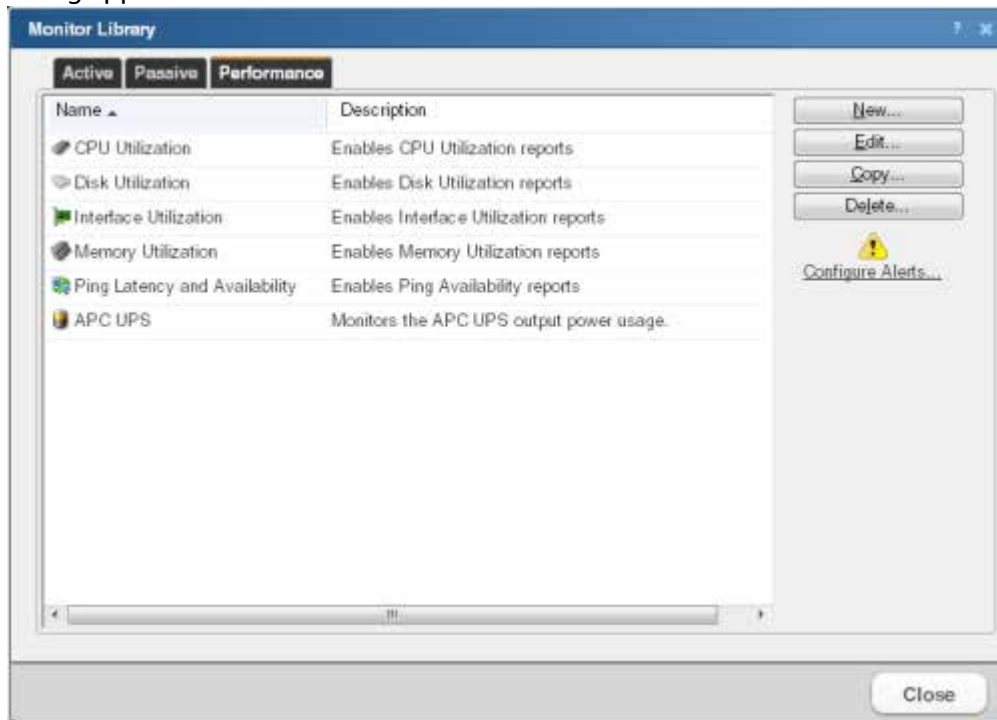 Monitor Library
? x
Active Passive Performance
Name Description
CPU Utilization Enables CPU Utilization reports
Disk Utilization Enables Disk Utilization reports
Interface Utilization Enables Interface Utilization reports
Memory Utilization Enables Memory Utilization reports
Ping Latency and Availability Enables Ping Availability reports
APC UPS Monitors the APC UPS output power usage.
New...
Edit...
Copy...
Delete...
Configure Alerts...
Close